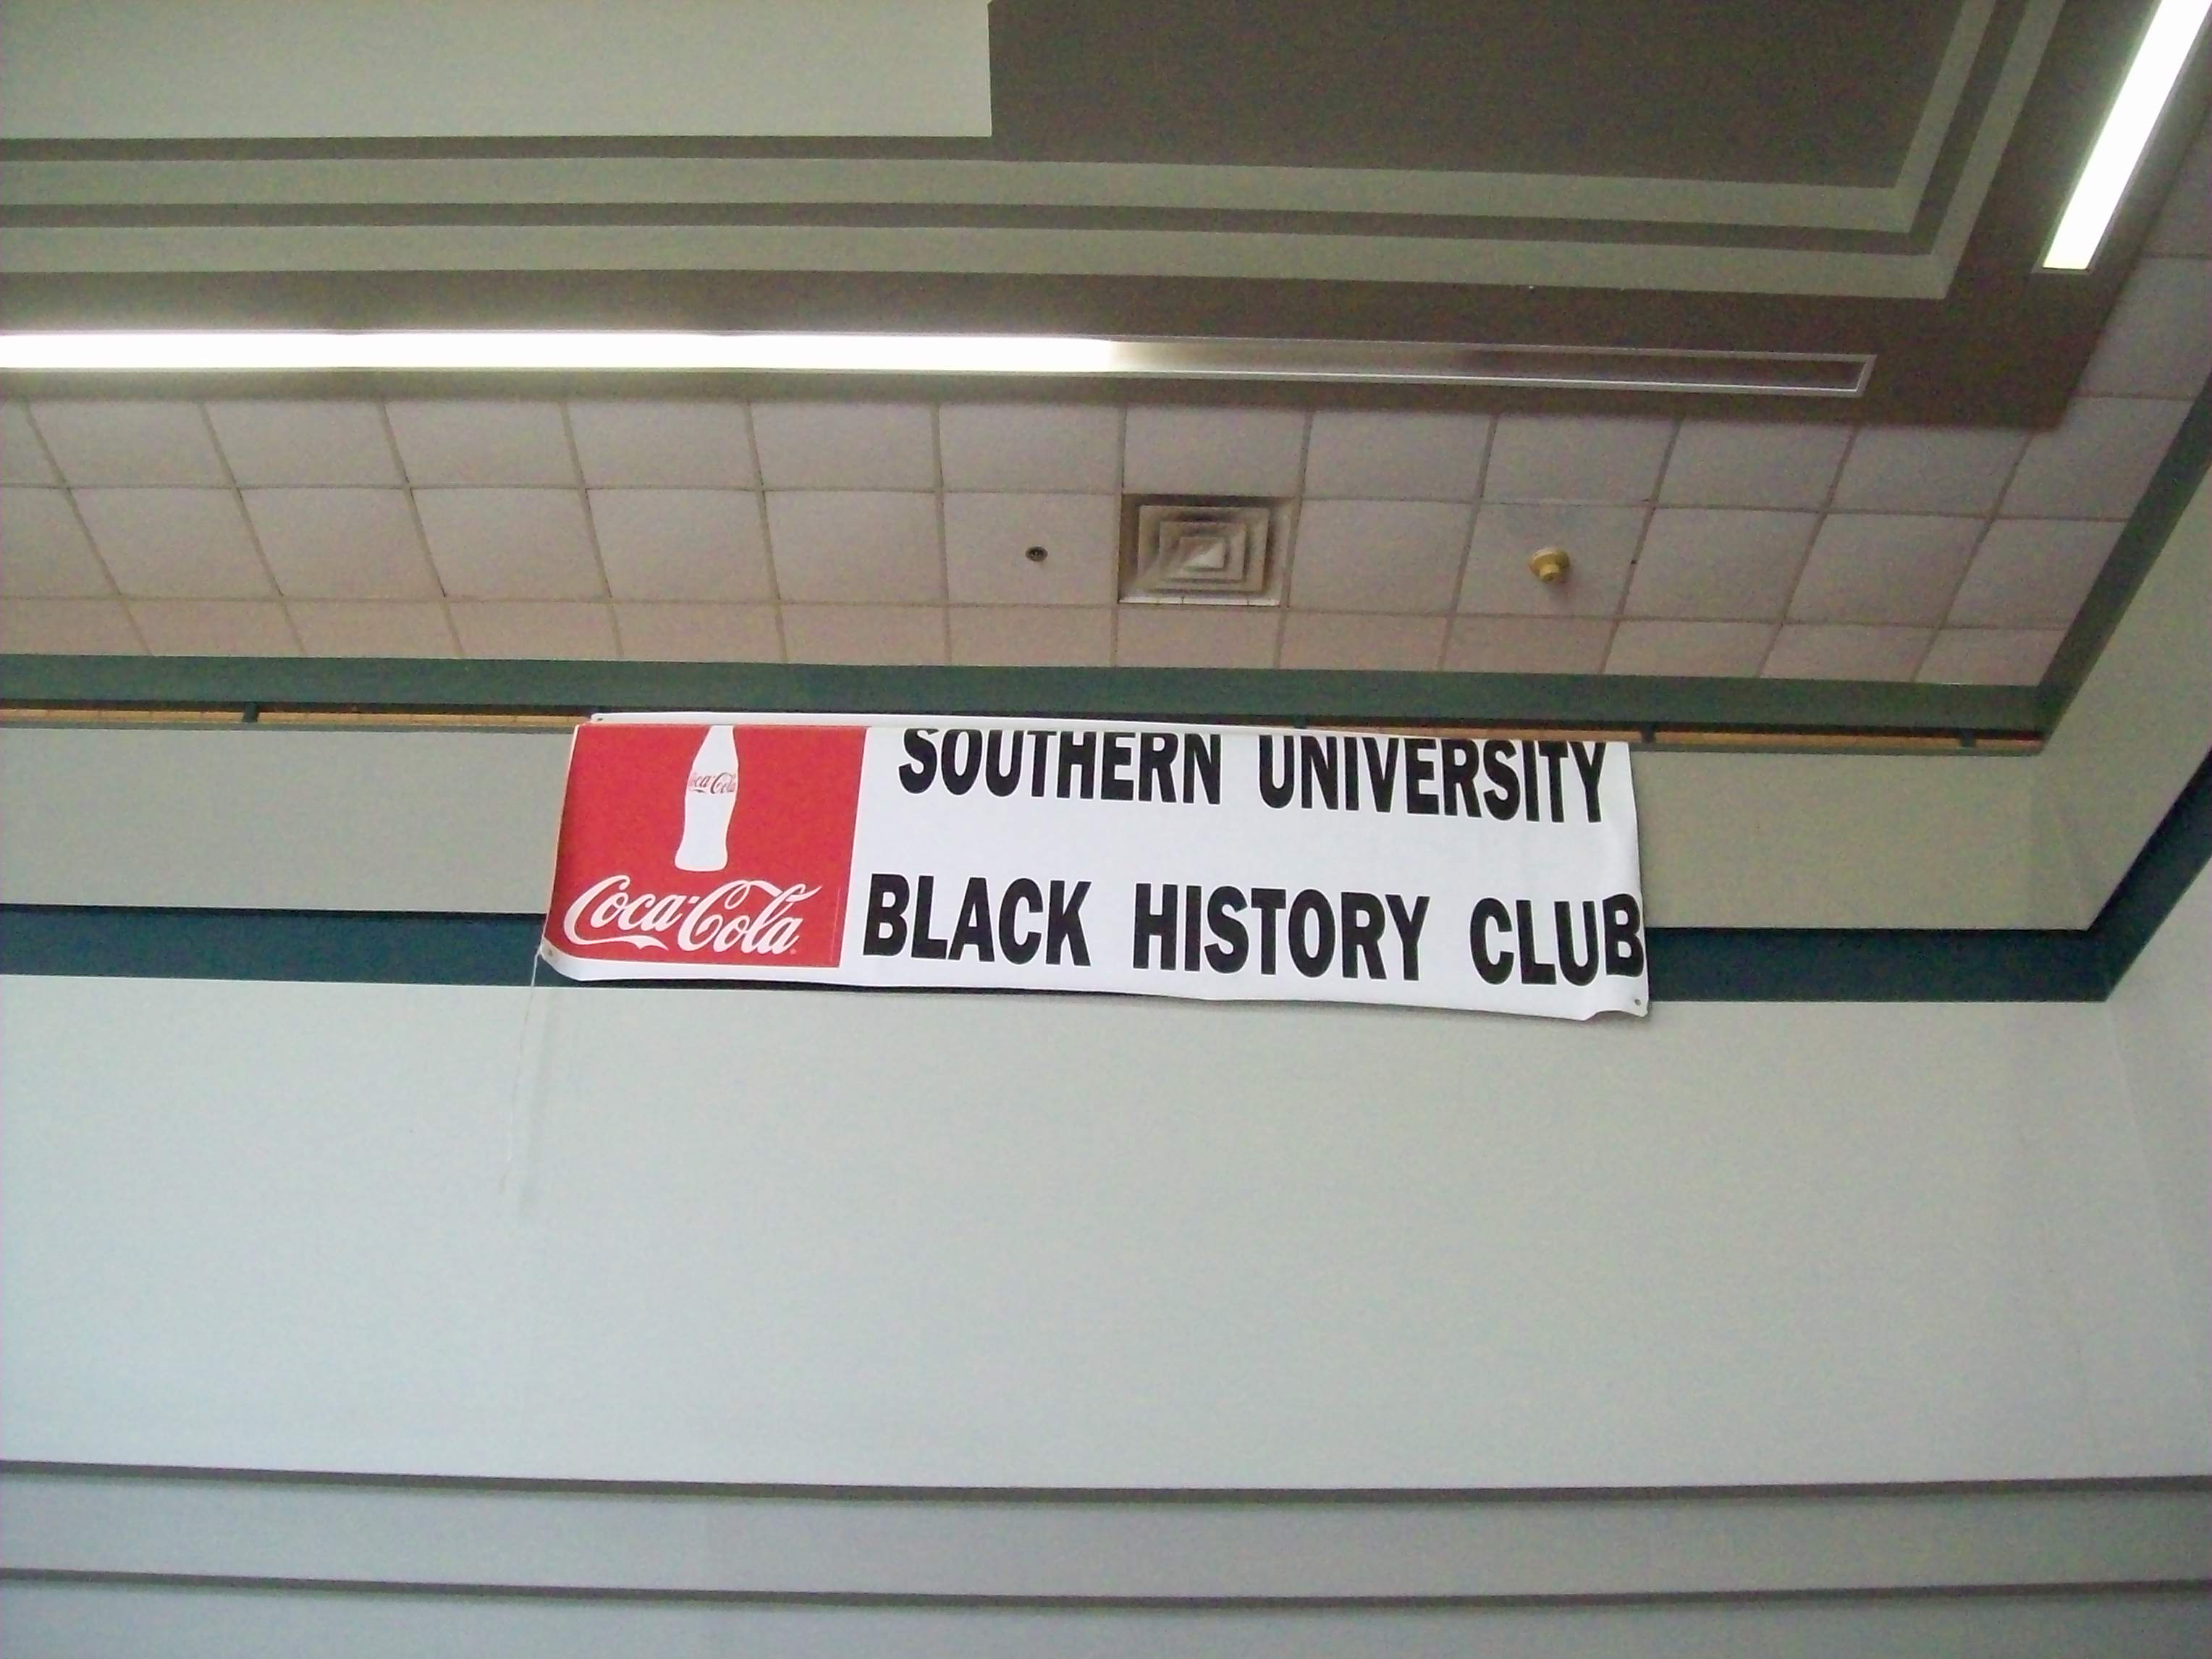 Coca-Cola
Coca-Cola
SOUTHERN UNIVERSITY
BLACK HISTORY CLUB